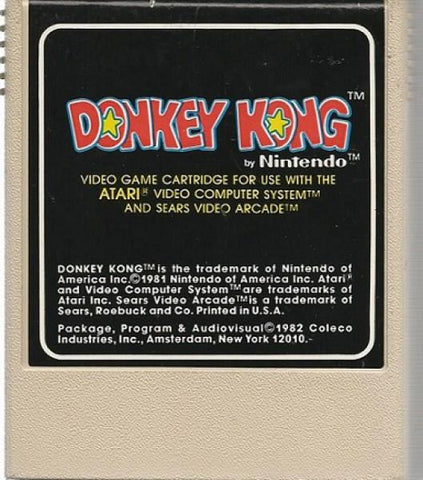 DONKEY KONG™
by Nintendo™
VIDEO GAME CARTRIDGE FOR USE WITH THE
ATARI® VIDEO COMPUTER SYSTEM™
AND SEARS VIDEO ARCADE™
DONKEY KONG™ is the trademark of Nintendo of
America Inc.©1981 Nintendo of America Inc. Atari®
and Video Computer System™ are trademarks of
Atari Inc. Sears Video Arcade™ is a trademark of
Sears, Roebuck and Co. Printed in U.S.A.
Package, Program & Audiovisual©1982 Coleco
Industries, Inc., Amsterdam, New York 12010.